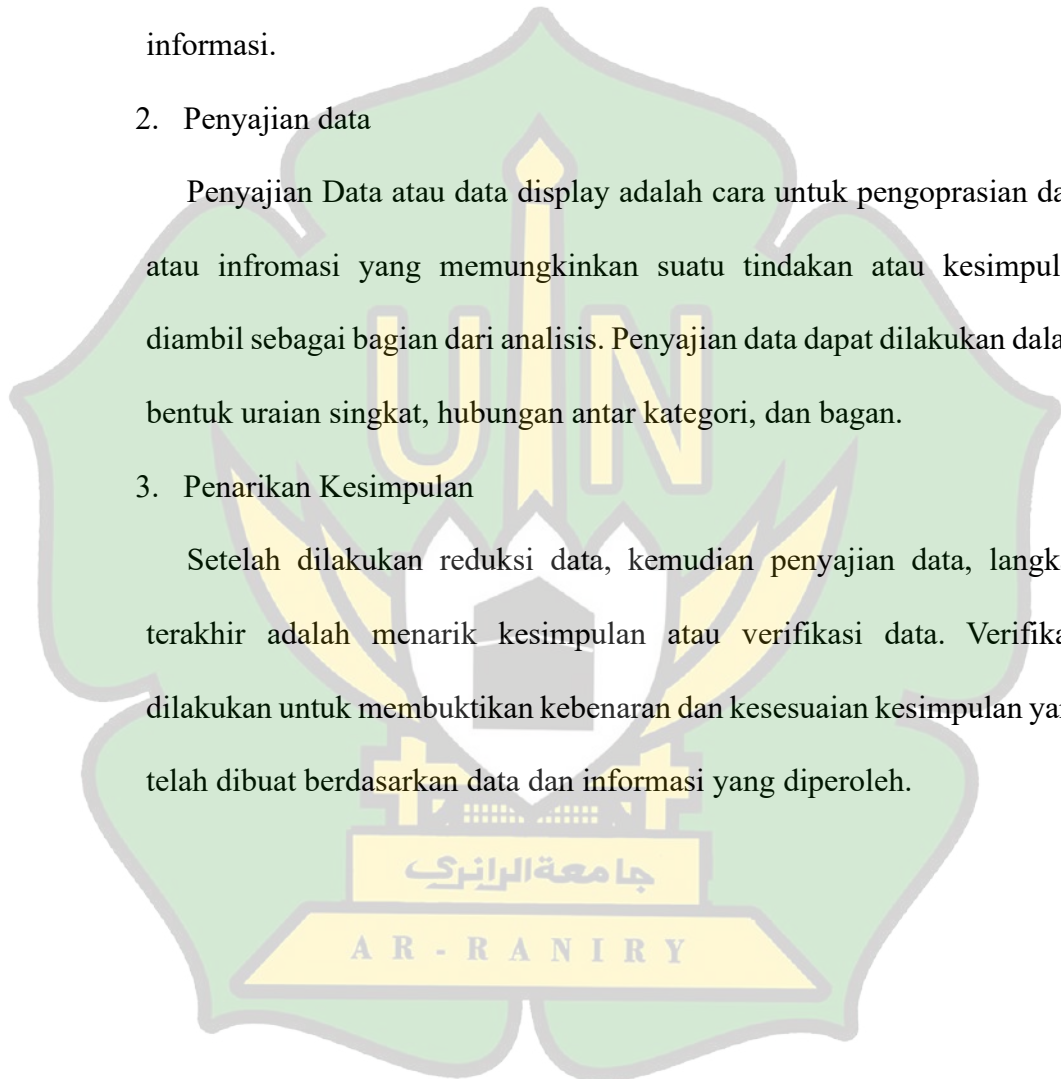 informasi.
2. Penyajian data
Penyajian Data atau data display adalah cara untuk pengoprasian da
atau infromasi yang memungkinkan suatu tindakan atau kesimpul
diambil sebagai bagian dari analisis. Penyajian data dapat dilakukan dala
bentuk uraian singkat, hubungan antar kategori, dan bagan.
3. Penarikan Kesimpulan
Setelah dilakukan reduksi data, kemudian penyajian data, langk
terakhir adalah menarik kesimpulan atau verifikasi data. Verifika
dilakukan untuk membuktikan kebenaran dan kesesuaian kesimpulan yan
telah dibuat berdasarkan data dan informasi yang diperoleh.
UIN
جامعة الرانري
AR-RANIRY